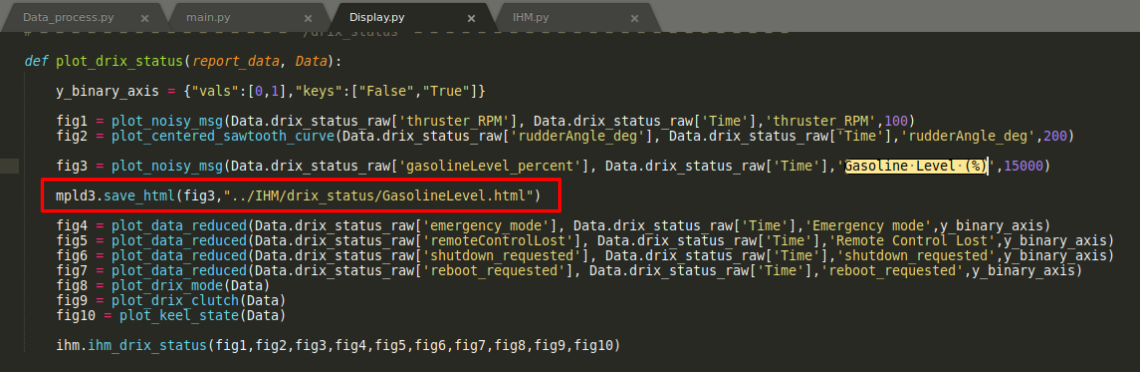 Data_process.py × main.py × Display.py × IHM.py ×
# - - - - - - - - - - - - - - - - /drix_status - - - - - - - - - - - - - - - - - - - - - - - -
def plot_drix_status(report_data, Data):
y_binary_axis = {"vals":[0,1],"keys":["False","True"]}
fig1 = plot_noisy_msg(Data.drix_status_raw['thruster_RPM'], Data.drix_status_raw['Time'],'thruster_RPM',100)
fig2 = plot_centered_sawtooth_curve(Data.drix_status_raw['rudderAngle_deg'], Data.drix_status_raw['Time'],'rudderAngle_deg',200)
fig3 = plot_noisy_msg(Data.drix_status_raw['gasolineLevel_percent'], Data.drix_status_raw['Time'],'Gasoline Level (%)',15000)
mpld3.save_html(fig3,"../IHM/drix_status/GasolineLevel.html")
fig4 = plot_data_reduced(Data.drix_status_raw['emergency_mode'], Data.drix_status_raw['Time'],'Emergency mode',y_binary_axis)
fig5 = plot_data_reduced(Data.drix_status_raw['remoteControlLost'], Data.drix_status_raw['Time'],'Remote Control Lost',y_binary_axis)
fig6 = plot_data_reduced(Data.drix_status_raw['shutdown_requested'], Data.drix_status_raw['Time'],'shutdown_requested',y_binary_axis)
fig7 = plot_data_reduced(Data.drix_status_raw['reboot_requested'], Data.drix_status_raw['Time'],'reboot_requested',y_binary_axis)
fig8 = plot_drix_mode(Data)
fig9 = plot_drix_clutch(Data)
fig10 = plot_keel_state(Data)
ihm.ihm_drix_status(fig1,fig2,fig3,fig4,fig5,fig6,fig7,fig8,fig9,fig10)